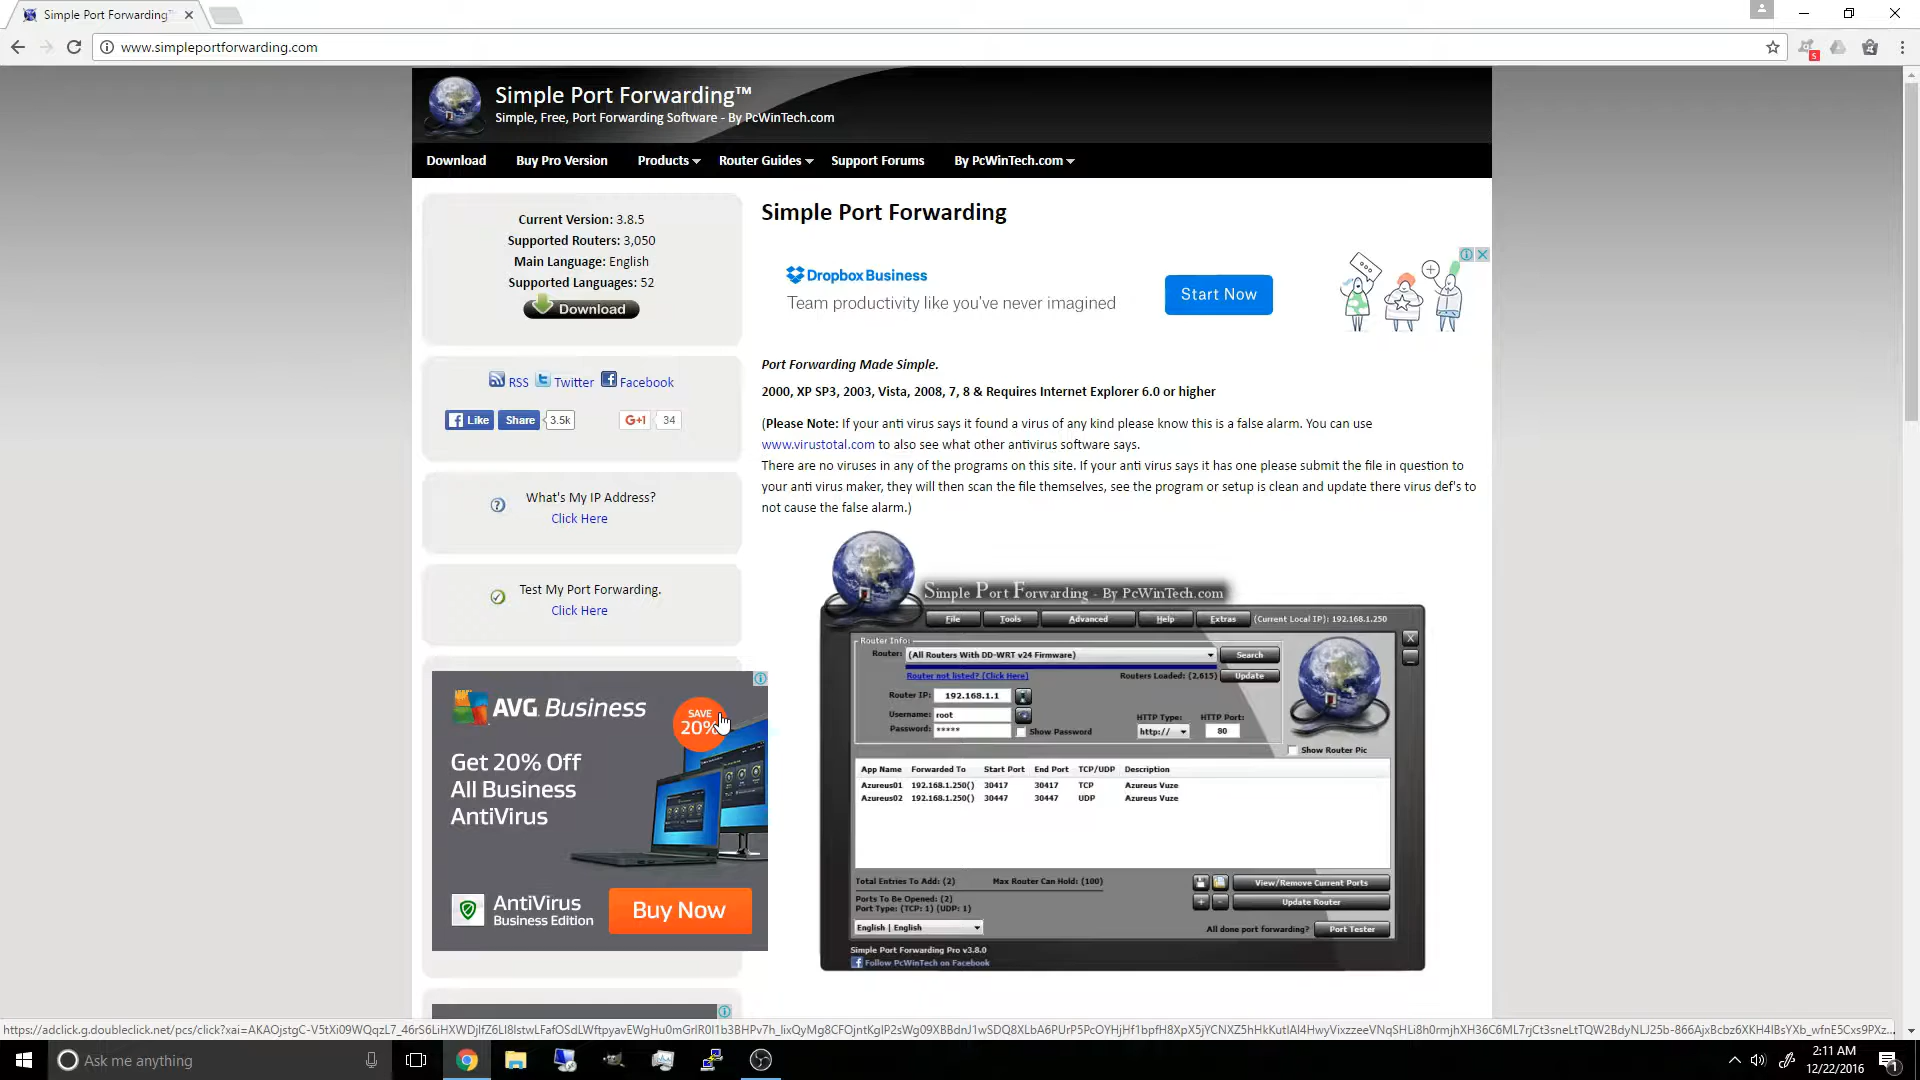 Simple Port Forwarding™
www.simpleportforwarding.com
Simple Port Forwarding™
Simple, Free, Port Forwarding Software - By PcWinTech.com
Download
Buy Pro Version
Products
Router Guides
Support Forums
By PcWinTech.com
Current Version: 3.8.5
Supported Routers: 3,050
Main Language: English
Supported Languages: 52
Download
RSS Twitter Facebook
Like Share 3.5k G+1 34
What's My IP Address?
Click Here
Test My Port Forwarding.
Click Here
AVG Business
SAVE
20%
Get 20% Off
All Business
AntiVirus
AntiVirus
Business Edition
Buy Now
Simple Port Forwarding
Dropbox Business
Team productivity like you've never imagined
Start Now
Port Forwarding Made Simple.
2000, XP SP3, 2003, Vista, 2008, 7, 8 & Requires Internet Explorer 6.0 or higher
(Please Note: If your anti virus says it found a virus of any kind please know this is a false alarm. You can use
www.virustotal.com to also see what other antivirus software says.
There are no viruses in any of the programs on this site. If your anti virus says it has one please submit the file in question to
your anti virus maker, they will then scan the file themselves, see the program or setup is clean and update there virus def's to
not cause the false alarm.)
Simple Port Forwarding - By PcWinTech.com
File Tools Advanced Help Extras (Current Local IP): 192.168.1.250
Router Info:
Router: (All Routers With DD-WRT v24 Firmware) Search
Router not listed? (Click Here) Routers Loaded: (2,615) Update
Router IP: 192.168.1.1
Username: root
Password: *****
Show Password
HTTP Type: HTTP Port:
http:// 80
Show Router Pic
App Name Forwarded To Start Port End Port TCP/UDP Description
Azureus01 192.168.1.250() 30417 30417 TCP Azureus Vuze
Azureus02 192.168.1.250() 30447 30447 UDP Azureus Vuze
Total Entries To Add: (2) Max Router Can Hold: (100)
Ports To Be Opened: (2)
Port Type: (TCP: 1) (UDP: 1)
View/Remove Current Ports
+ - Update Router
English | English
All done port forwarding? Port Tester
Simple Port Forwarding Pro v3.8.0
Follow PcWinTech on Facebook
Ask me anything
2:11 AM
12/22/2016